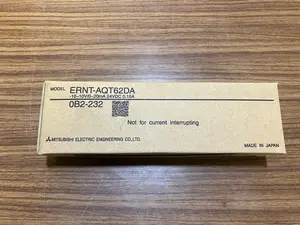 MODEL ERNT-AQT62DA
-10-10V/0-20mA 24VDC 0.15A
0B2-232
Not for current interrupting
MITSUBISHI ELECTRIC ENGINEERING CO.,LTD. MADE IN JAPAN